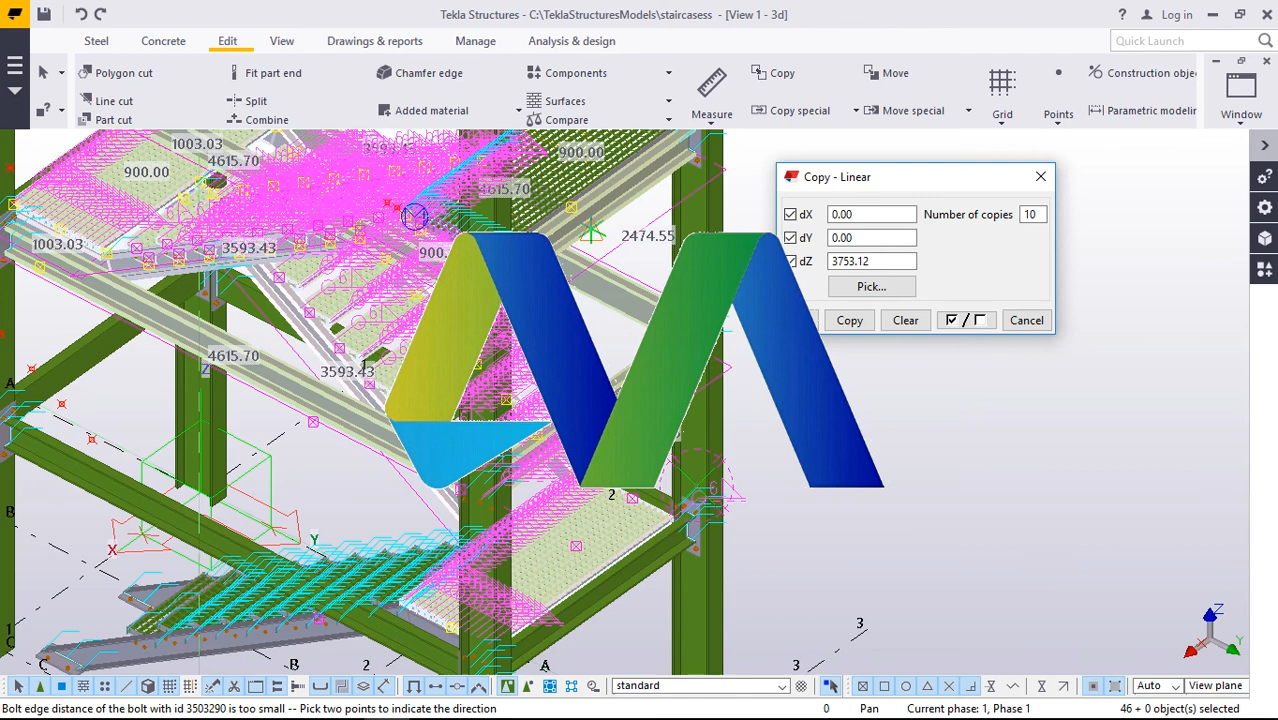 Tekla Structures - C:\TeklaStructuresModels\staircasess - [View 1 - 3d]
? Log in
Steel Concrete Edit View Drawings & reports Manage Analysis & design
Quick Launch
Polygon cut Fit part end Chamfer edge Components Copy Move Construction obje
Line cut Split Added material Surfaces Measure Copy special Move special Grid Points Parametric modelin Window
Part cut Combine Compare
1003.03
4615.70
900.00
900.00
4615.70
1003.03
3593.43
900.
2474.55
4615.70
3593.43
Copy - Linear
dX 0.00 Number of copies 10
dY 0.00
dZ 3753.12
Pick...
Copy Clear / Cancel
Z
1
A
B
2
X
Y
6
1
C
C
B
2
A
3
3
Z
Y
standard
Auto
View plane
Bolt edge distance of the bolt with id 3503290 is too small -- Pick two points to indicate the direction
0
Pan
Current phase: 1, Phase 1
46 + 0 object(s) selected